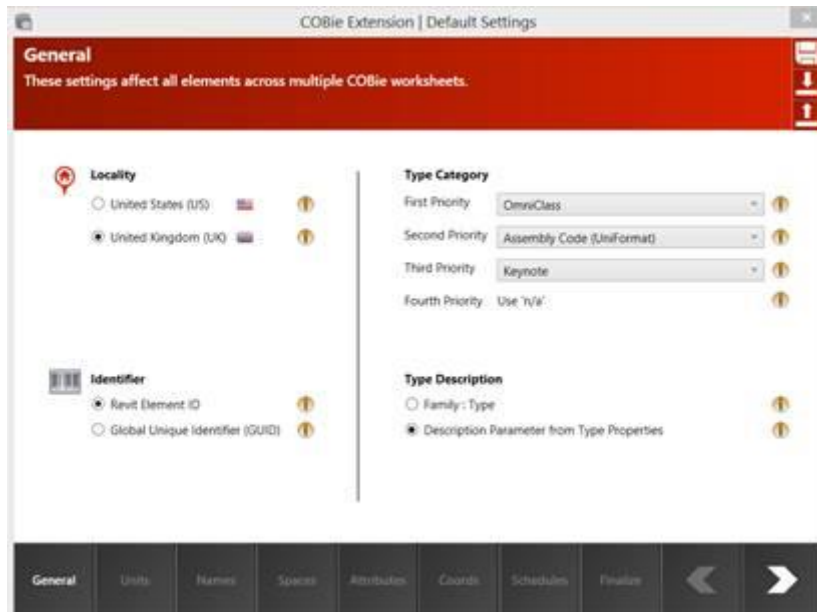 COBie Extension | Default Settings
General
These settings affect all elements across multiple COBie worksheets.
Locality
United States (US)
United Kingdom (UK)
Type Category
First Priority OmniClass
Second Priority Assembly Code (UniFormat)
Third Priority Keynote
Fourth Priority Use 'n/a'
Identifier
Revit Element ID
Global Unique Identifier (GUID)
Type Description
Family : Type
Description Parameter from Type Properties
General Units Names Spaces Attributes Coords Schedules Finalize